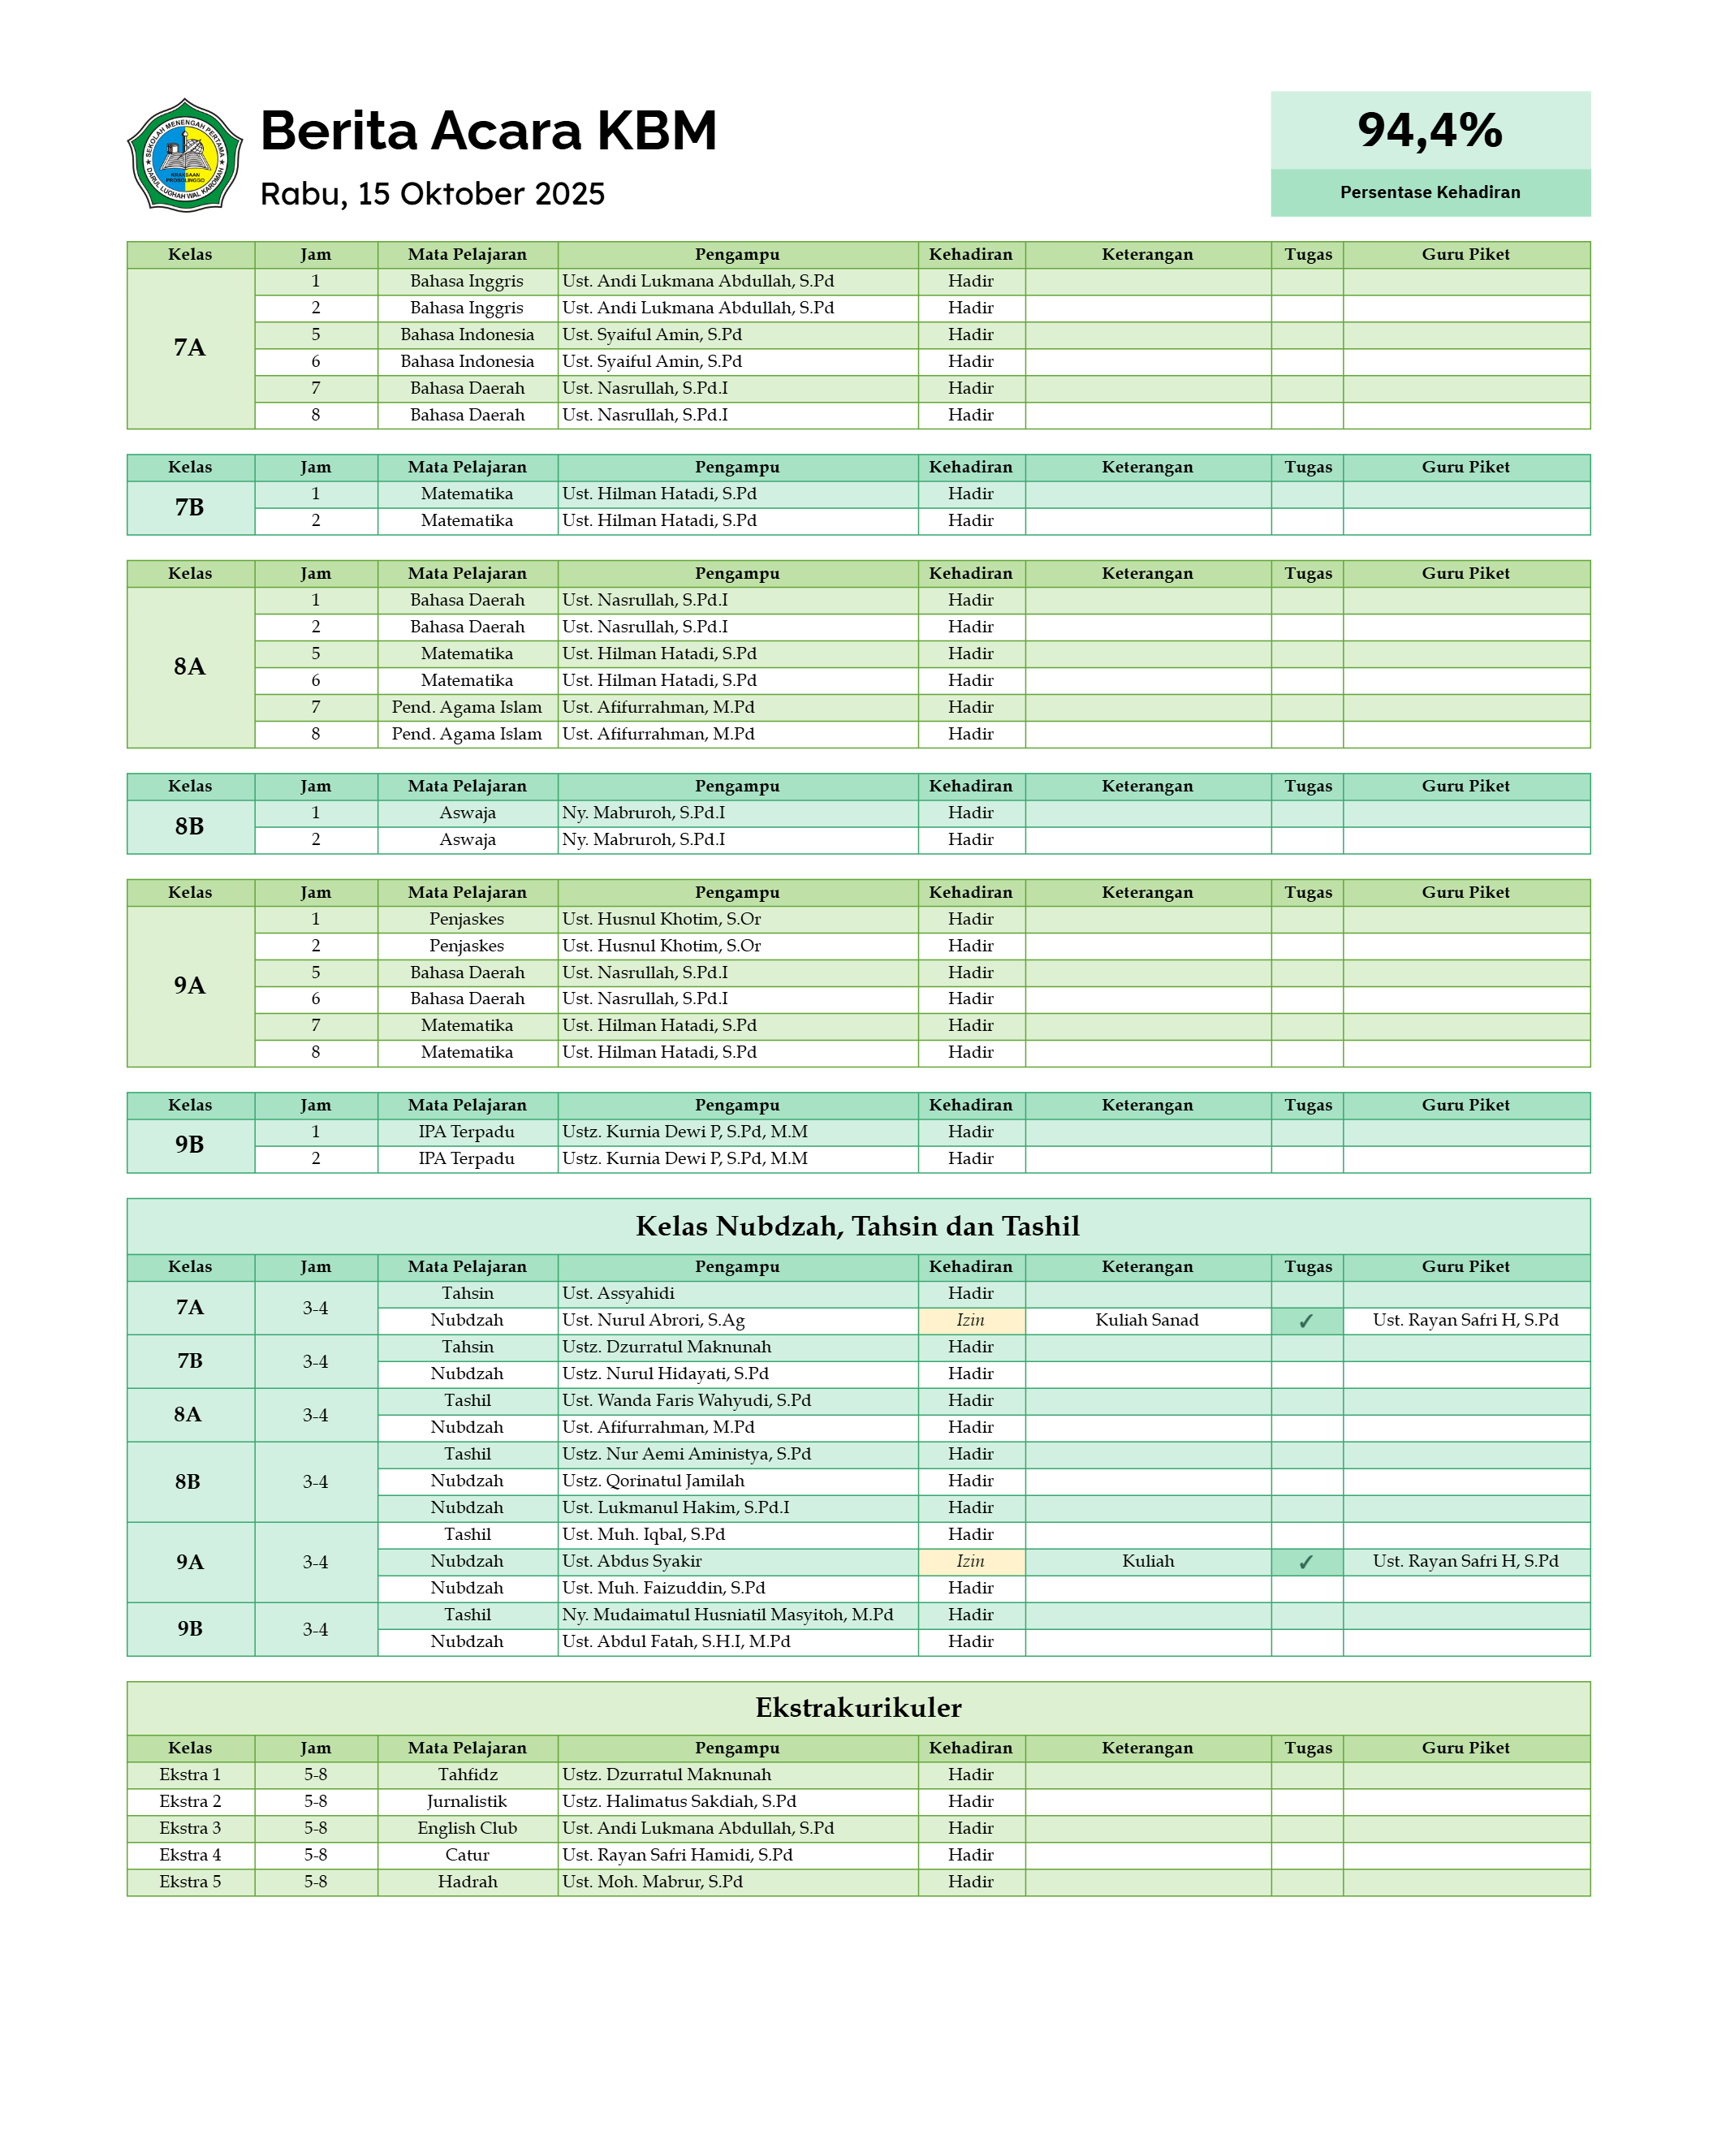 SEKOLAH MENENGAH PERTAMA
KRAKSAAN
PROBOLINGGO
DARUL LUGHAH WAL KAROMAH
Berita Acara KBM
Rabu, 15 Oktober 2025
94,4%
Persentase Kehadiran
Kelas Jam Mata Pelajaran Pengampu Kehadiran Keterangan Tugas Guru Piket
7A
1 Bahasa Inggris Ust. Andi Lukmana Abdullah, S.Pd Hadir
2 Bahasa Inggris Ust. Andi Lukmana Abdullah, S.Pd Hadir
5 Bahasa Indonesia Ust. Syaiful Amin, S.Pd Hadir
6 Bahasa Indonesia Ust. Syaiful Amin, S.Pd Hadir
7 Bahasa Daerah Ust. Nasrullah, S.Pd.I Hadir
8 Bahasa Daerah Ust. Nasrullah, S.Pd.I Hadir
Kelas Jam Mata Pelajaran Pengampu Kehadiran Keterangan Tugas Guru Piket
7B
1 Matematika Ust. Hilman Hatadi, S.Pd Hadir
2 Matematika Ust. Hilman Hatadi, S.Pd Hadir
Kelas Jam Mata Pelajaran Pengampu Kehadiran Keterangan Tugas Guru Piket
8A
1 Bahasa Daerah Ust. Nasrullah, S.Pd.I Hadir
2 Bahasa Daerah Ust. Nasrullah, S.Pd.I Hadir
5 Matematika Ust. Hilman Hatadi, S.Pd Hadir
6 Matematika Ust. Hilman Hatadi, S.Pd Hadir
7 Pend. Agama Islam Ust. Afifurrahman, M.Pd Hadir
8 Pend. Agama Islam Ust. Afifurrahman, M.Pd Hadir
Kelas Jam Mata Pelajaran Pengampu Kehadiran Keterangan Tugas Guru Piket
8B
1 Aswaja Ny. Mabruroh, S.Pd.I Hadir
2 Aswaja Ny. Mabruroh, S.Pd.I Hadir
Kelas Jam Mata Pelajaran Pengampu Kehadiran Keterangan Tugas Guru Piket
9A
1 Penjaskes Ust. Husnul Khotim, S.Or Hadir
2 Penjaskes Ust. Husnul Khotim, S.Or Hadir
5 Bahasa Daerah Ust. Nasrullah, S.Pd.I Hadir
6 Bahasa Daerah Ust. Nasrullah, S.Pd.I Hadir
7 Matematika Ust. Hilman Hatadi, S.Pd Hadir
8 Matematika Ust. Hilman Hatadi, S.Pd Hadir
Kelas Jam Mata Pelajaran Pengampu Kehadiran Keterangan Tugas Guru Piket
9B
1 IPA Terpadu Ustz. Kurnia Dewi P, S.Pd, M.M Hadir
2 IPA Terpadu Ustz. Kurnia Dewi P, S.Pd, M.M Hadir
Kelas Nubdzah, Tahsin dan Tashil
Kelas Jam Mata Pelajaran Pengampu Kehadiran Keterangan Tugas Guru Piket
7A 3-4
Tahsin Ust. Assyahidi Hadir
Nubdzah Ust. Nurul Abrori, S.Ag Izin Kuliah Sanad ✓ Ust. Rayan Safri H, S.Pd
7B 3-4
Tahsin Ustz. Dzurratul Maknunah Hadir
Nubdzah Ustz. Nurul Hidayati, S.Pd Hadir
8A 3-4
Tashil Ust. Wanda Faris Wahyudi, S.Pd Hadir
Nubdzah Ust. Afifurrahman, M.Pd Hadir
8B 3-4
Tashil Ustz. Nur Aemi Aministya, S.Pd Hadir
Nubdzah Ustz. Qorinatul Jamilah Hadir
Nubdzah Ust. Lukmanul Hakim, S.Pd.I Hadir
9A 3-4
Tashil Ust. Muh. Iqbal, S.Pd Hadir
Nubdzah Ust. Abdus Syakir Izin Kuliah ✓ Ust. Rayan Safri H, S.Pd
Nubdzah Ust. Muh. Faizuddin, S.Pd Hadir
9B 3-4
Tashil Ny. Mudaimatul Husniatil Masyitoh, M.Pd Hadir
Nubdzah Ust. Abdul Fatah, S.H.I, M.Pd Hadir
Ekstrakurikuler
Kelas Jam Mata Pelajaran Pengampu Kehadiran Keterangan Tugas Guru Piket
Ekstra 1 5-8 Tahfidz Ustz. Dzurratul Maknunah Hadir
Ekstra 2 5-8 Jurnalistik Ustz. Halimatus Sakdiah, S.Pd Hadir
Ekstra 3 5-8 English Club Ust. Andi Lukmana Abdullah, S.Pd Hadir
Ekstra 4 5-8 Catur Ust. Rayan Safri Hamidi, S.Pd Hadir
Ekstra 5 5-8 Hadrah Ust. Moh. Mabrur, S.Pd Hadir